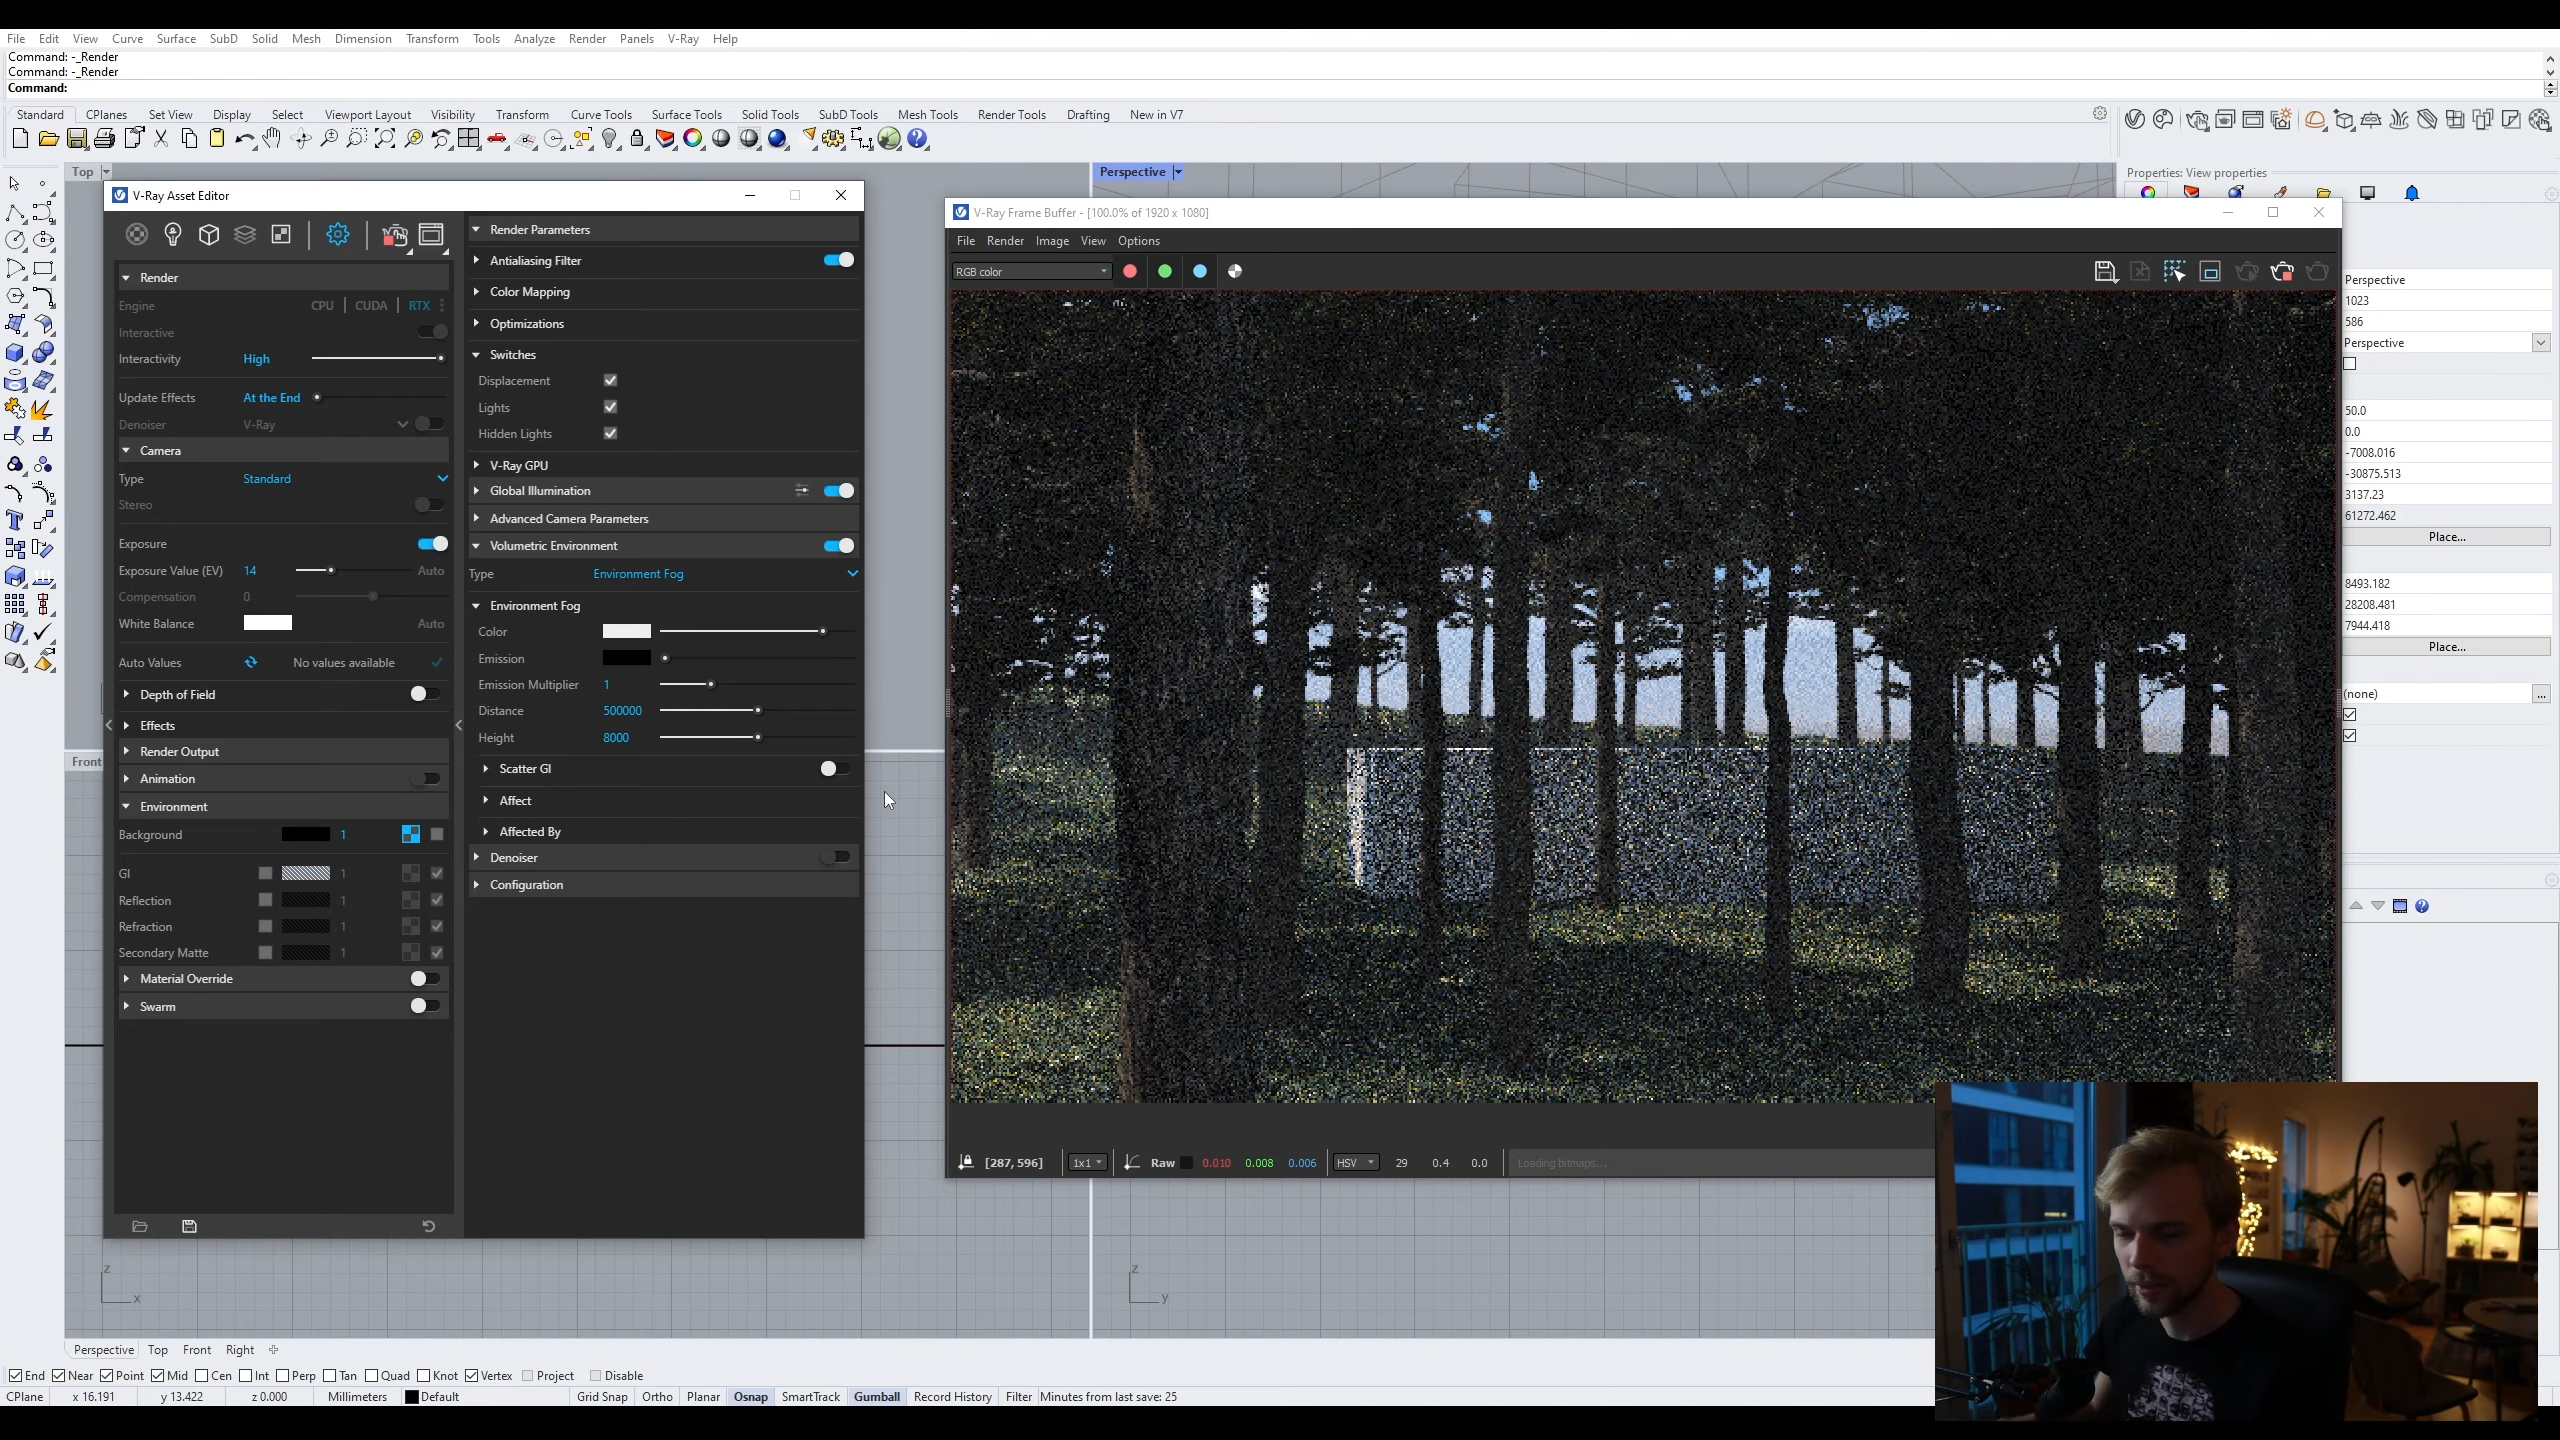 File Edit View Curve Surface SubD Solid Mesh Dimension Transform Tools Analyze Render Panels V-Ray Help
Command: -_Render
Command: -_Render
Command:
Standard CPlanes Set View Display Select Viewport Layout Visibility Transform Curve Tools Surface Tools Solid Tools SubD Tools Mesh Tools Render Tools Drafting New in V7
Top
Perspective
Properties: View properties
V-Ray Asset Editor
Render
Engine CPU CUDA RTX
Interactive
Interactivity High
Update Effects At the End
Denoiser V-Ray
Camera
Type Standard
Stereo
Exposure
Exposure Value (EV) 14 Auto
Compensation 0
White Balance Auto
Auto Values No values available
Depth of Field
Effects
Render Output
Animation
Environment
Background 1
GI 1
Reflection 1
Refraction 1
Secondary Matte 1
Material Override
Swarm
Render Parameters
Antialiasing Filter
Color Mapping
Optimizations
Switches
Displacement
Lights
Hidden Lights
V-Ray GPU
Global Illumination
Advanced Camera Parameters
Volumetric Environment
Type Environment Fog
Environment Fog
Color
Emission
Emission Multiplier 1
Distance 500000
Height 8000
Scatter GI
Affect
Affected By
Denoiser
Configuration
V-Ray Frame Buffer - [100.0% of 1920 x 1080]
File Render Image View Options
RGB color
[287, 596] 1x1 Raw 0.010 0.008 0.006 HSV 29 0.4 0.0 Loading bitmaps...
Perspective
1023
586
Perspective
50.0
0.0
-7008.016
-30875.513
3137.23
61272.462
Place...
8493.182
28208.481
7944.418
Place...
(none) ...
Front
z
x
z
y
Perspective Top Front Right
End Near Point Mid Cen Int Perp Tan Quad Knot Vertex Project Disable
CPlane x 16.191 y 13.422 z 0.000 Millimeters Default Grid Snap Ortho Planar Osnap SmartTrack Gumball Record History Filter Minutes from last save: 25